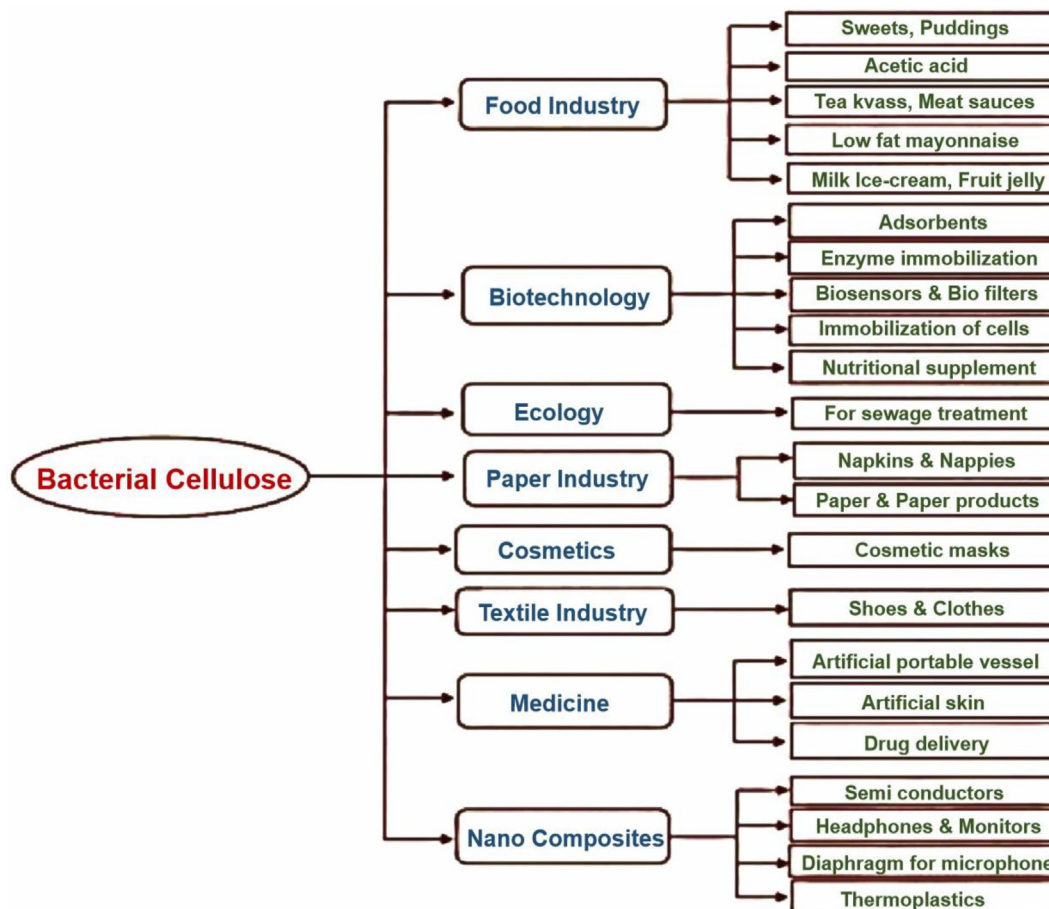 Bacterial Cellulose
Food Industry
Sweets, Puddings
Acetic acid
Tea kvass, Meat sauces
Low fat mayonnaise
Milk Ice-cream, Fruit jelly
Biotechnology
Adsorbents
Enzyme immobilization
Biosensors & Bio filters
Immobilization of cells
Nutritional supplement
Ecology
For sewage treatment
Paper Industry
Napkins & Nappies
Paper & Paper products
Cosmetics
Cosmetic masks
Textile Industry
Shoes & Clothes
Medicine
Artificial portable vessel
Artificial skin
Drug delivery
Nano Composites
Semi conductors
Headphones & Monitors
Diaphragm for microphone
Thermoplastics